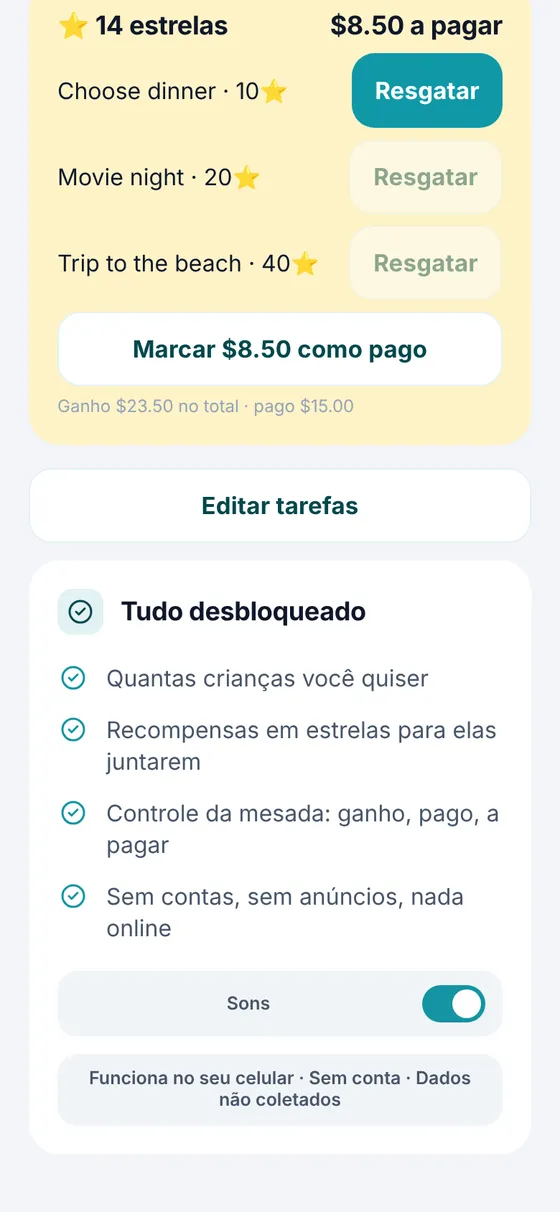 ⭐ 14 estrelas $8.50 a pagar
Choose dinner · 10⭐ Resgatar
Movie night · 20⭐ Resgatar
Trip to the beach · 40⭐ Resgatar
Marcar $8.50 como pago
Ganho $23.50 no total · pago $15.00
Editar tarefas
Tudo desbloqueado
Quantas crianças você quiser
Recompensas em estrelas para elas
juntarem
Controle da mesada: ganho, pago, a
pagar
Sem contas, sem anúncios, nada
online
Sons
Funciona no seu celular · Sem conta · Dados
não coletados